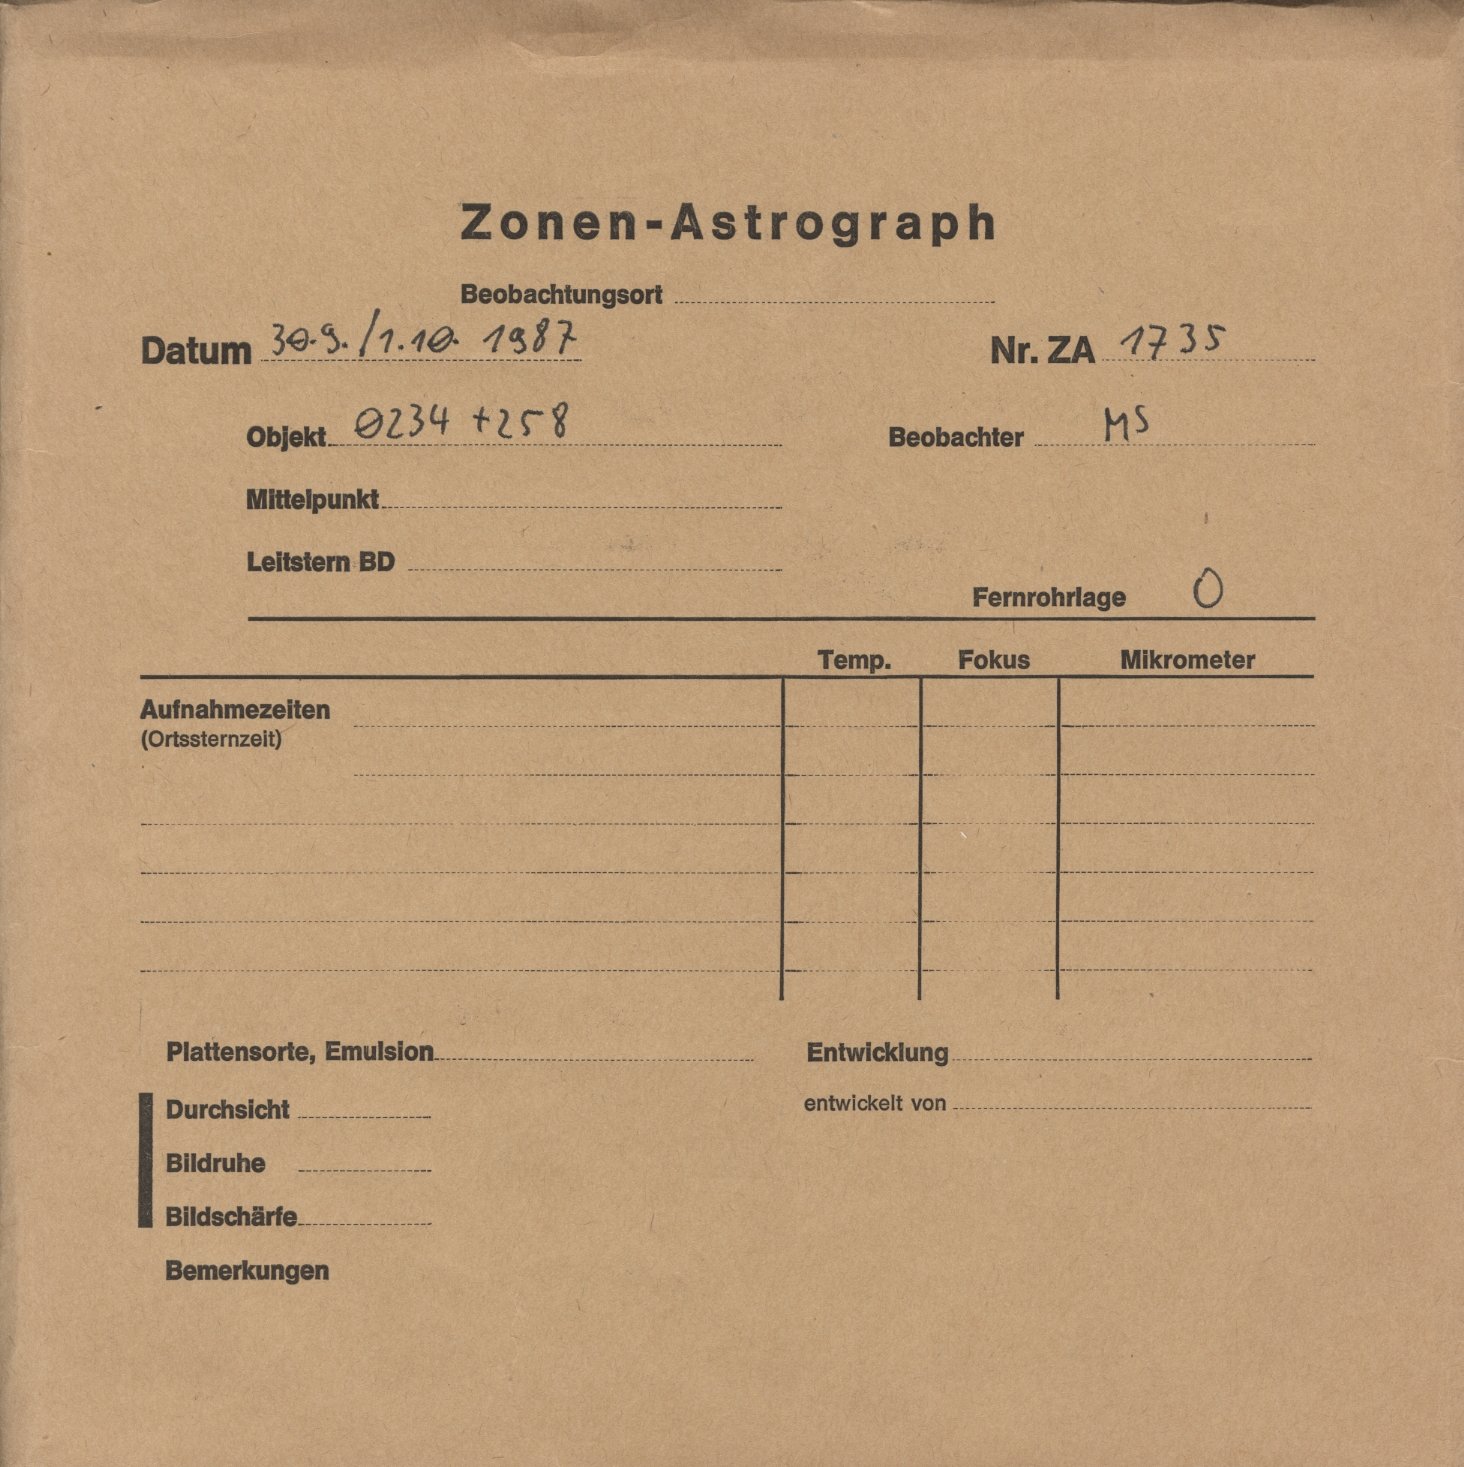 Zonen-Astrograph
Beobachtungsort
Datum 30.9./1.10. 1987 Nr. ZA 1735
Objekt 0234 +258 Beobachter MS
Mittelpunkt
Leitstern BD
Fernrohrlage O
Temp. Fokus Mikrometer
Aufnahmezeiten
(Ortssternzeit)
Plattensorte, Emulsion Entwicklung
Durchsicht entwickelt von
Bildruhe
Bildschärfe
Bemerkungen